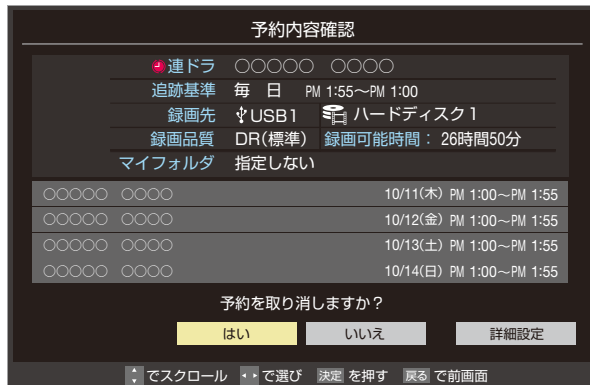 予約内容確認
連ドラ ○○○○○ ○○○○
追跡基準 毎 日 PM 1:55～PM 1:00
録画先 USB1 ハードディスク1
録画品質 DR(標準) 録画可能時間： 26時間50分
マイフォルダ 指定しない
○○○○○ ○○○○ 10/11(木) PM 1:00～PM 1:55
○○○○○ ○○○○ 10/12(金) PM 1:00～PM 1:55
○○○○○ ○○○○ 10/13(土) PM 1:00～PM 1:55
○○○○○ ○○○○ 10/14(日) PM 1:00～PM 1:55
予約を取り消しますか？
はい いいえ 詳細設定
でスクロール で選び 決定 を押す 戻る で前画面